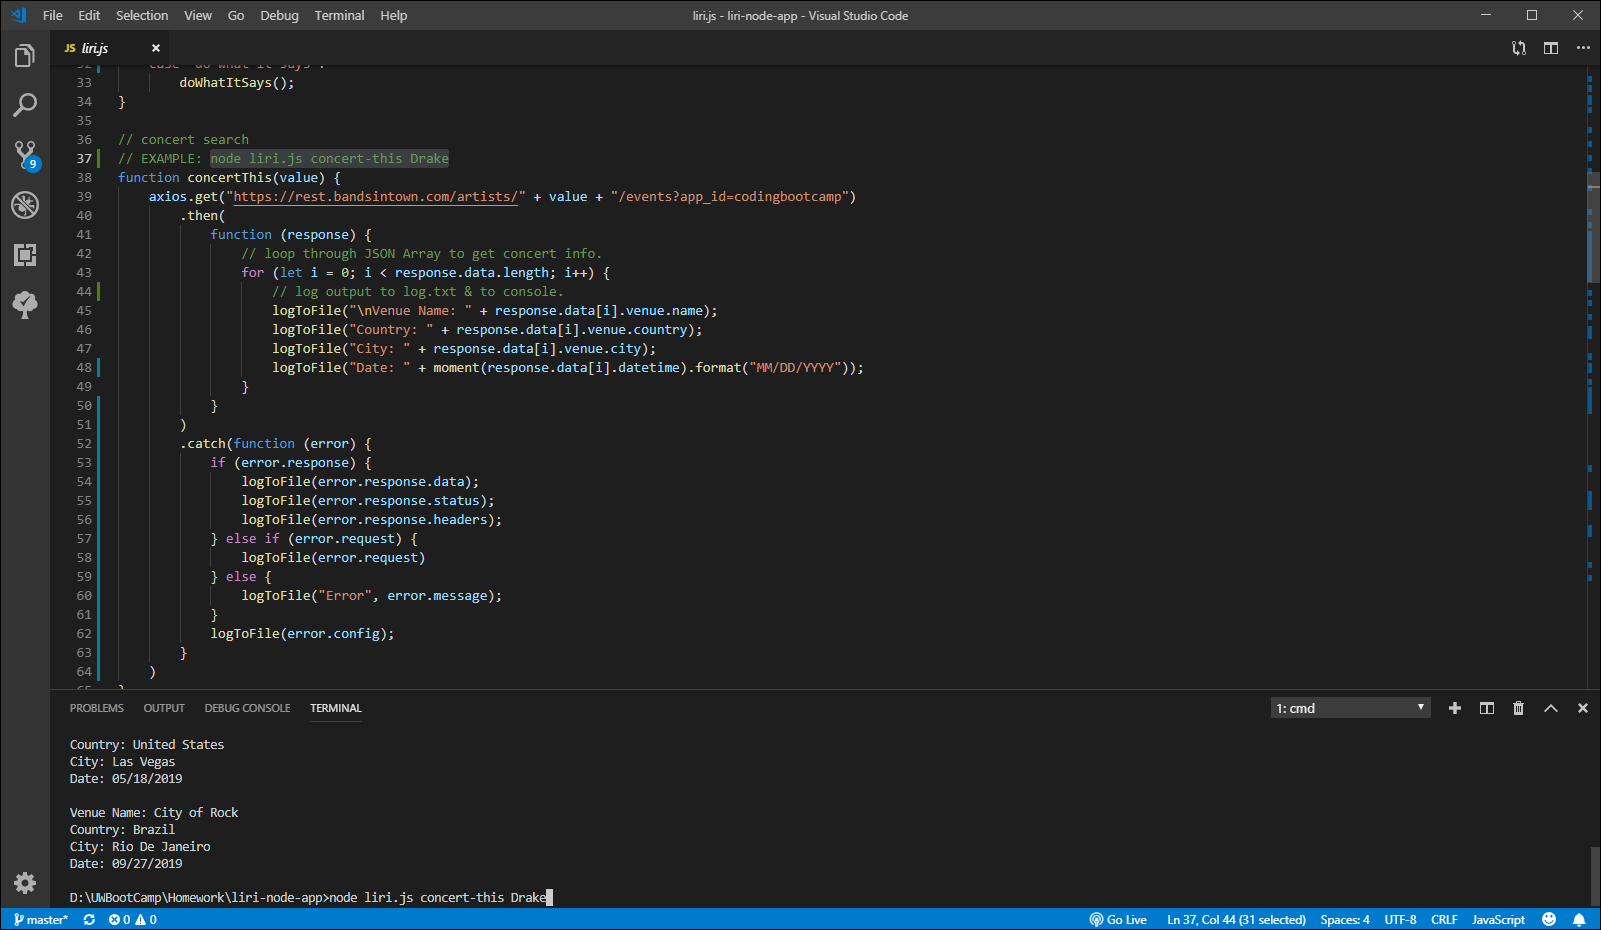 File Edit Selection View Go Debug Terminal Help
liri.js - liri-node-app - Visual Studio Code
JS liri.js
32 case "do-what-it-says":
33 doWhatItSays();
34 }
35
36 // concert search
37 // EXAMPLE: node liri.js concert-this Drake
38 function concertThis(value) {
39 axios.get("https://rest.bandsintown.com/artists/" + value + "/events?app_id=codingbootcamp")
40 .then(
41 function (response) {
42 // loop through JSON Array to get concert info.
43 for (let i = 0; i < response.data.length; i++) {
44 // log output to log.txt & to console.
45 logToFile("\nVenue Name: " + response.data[i].venue.name);
46 logToFile("Country: " + response.data[i].venue.country);
47 logToFile("City: " + response.data[i].venue.city);
48 logToFile("Date: " + moment(response.data[i].datetime).format("MM/DD/YYYY"));
49 }
50 }
51 )
52 .catch(function (error) {
53 if (error.response) {
54 logToFile(error.response.data);
55 logToFile(error.response.status);
56 logToFile(error.response.headers);
57 } else if (error.request) {
58 logToFile(error.request)
59 } else {
60 logToFile("Error", error.message);
61 }
62 logToFile(error.config);
63 }
64 )
65 }
9
PROBLEMS OUTPUT DEBUG CONSOLE TERMINAL
1: cmd
Country: United States
City: Las Vegas
Date: 05/18/2019
Venue Name: City of Rock
Country: Brazil
City: Rio De Janeiro
Date: 09/27/2019
D:\UWBootCamp\Homework\liri-node-app>node liri.js concert-this Drake
master* 0 0 Go Live Ln 37, Col 44 (31 selected) Spaces: 4 UTF-8 CRLF JavaScript